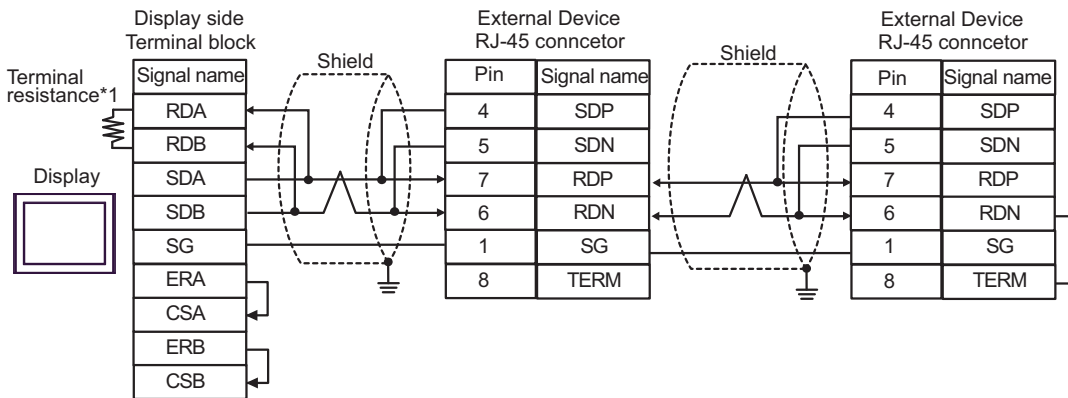 Display side
Terminal block
External Device
RJ-45 conncetor
External Device
RJ-45 conncetor
Terminal
resistance*1
Display
Shield
Shield
Signal name
RDA
RDB
SDA
SDB
SG
ERA
CSA
ERB
CSB
Pin Signal name
4 SDP
5 SDN
7 RDP
6 RDN
1 SG
8 TERM
Pin Signal name
4 SDP
5 SDN
7 RDP
6 RDN
1 SG
8 TERM